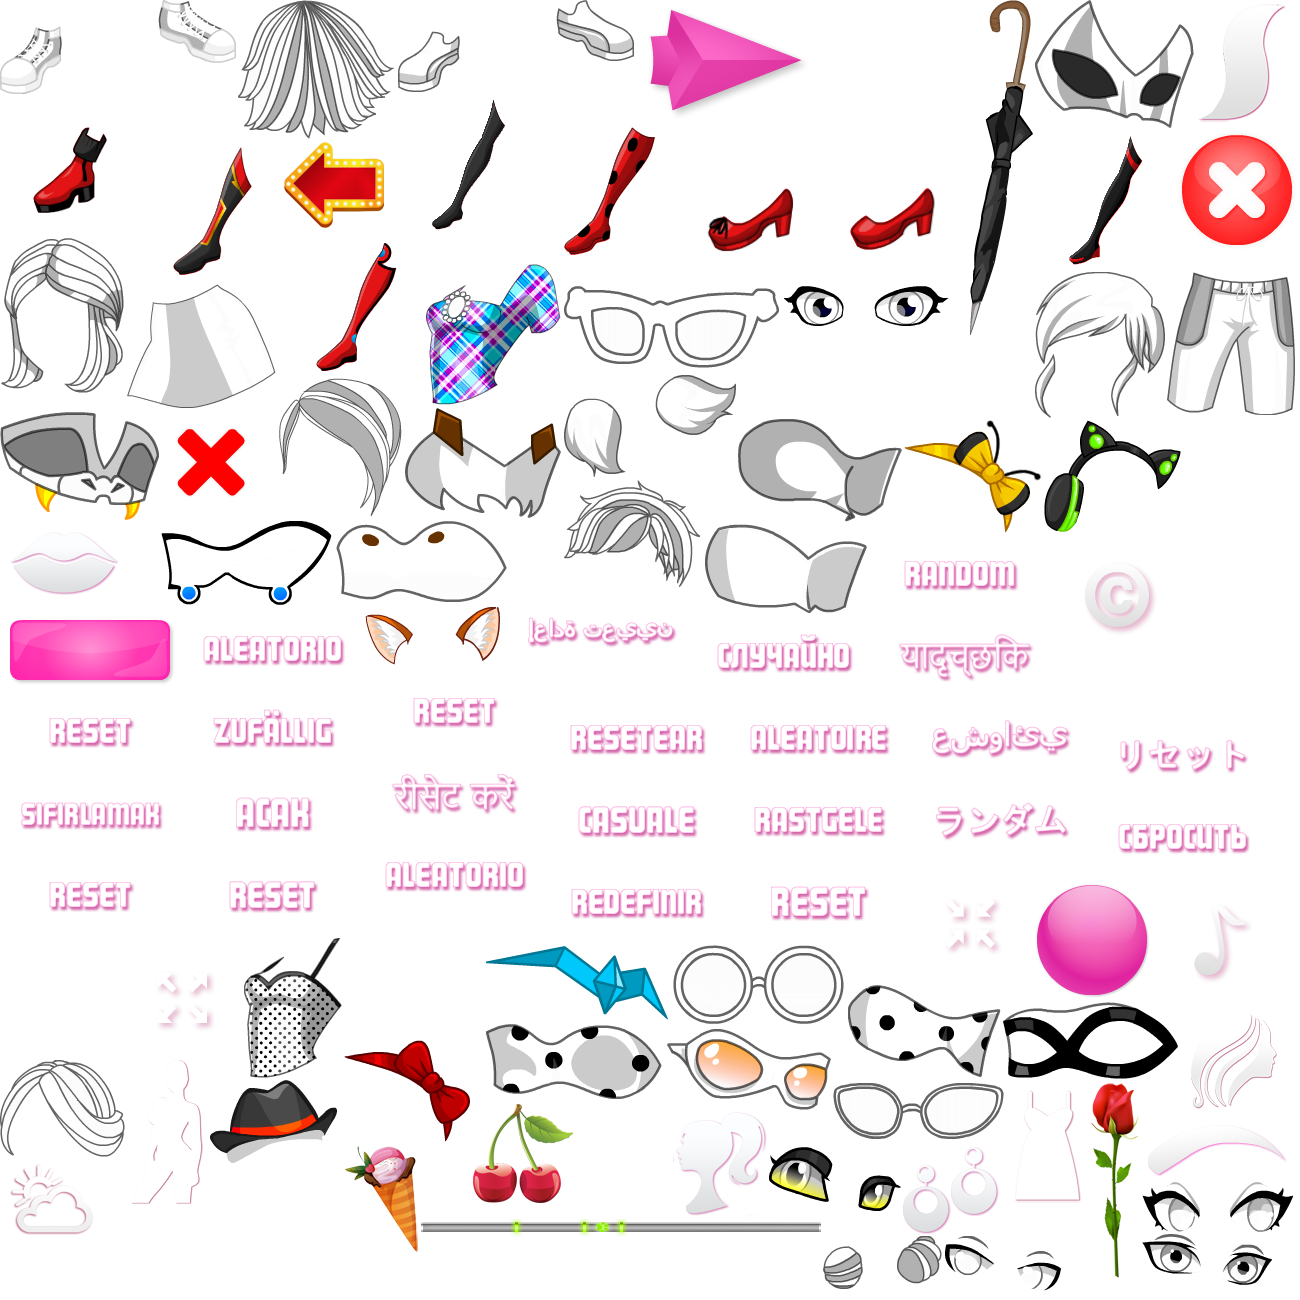 RANDOM
©
ALEATORIO
إعادة تعيين
СЛУЧАЙНО
यादृच्छिक
RESET
ZUFÄLLIG
RESET
RESETEAR
ALEATOIRE
عشوائي
リセット
SIFIRLAMAK
ACAK
रीसेट करें
CASUALE
RASTGELE
ランダム
СБРОСИТЬ
RESET
RESET
ALEATORIO
REDEFINIR
RESET